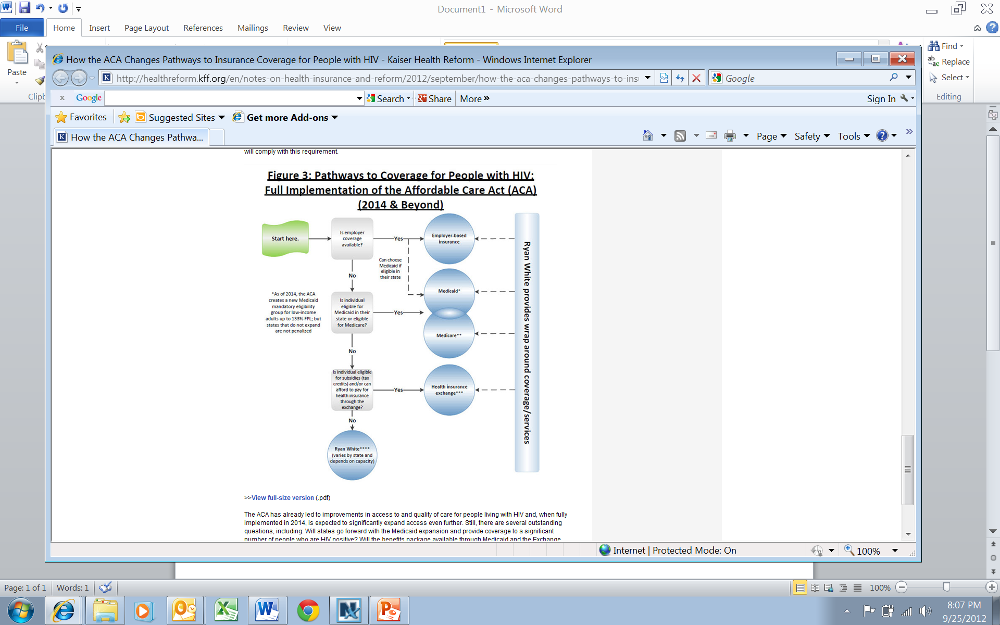 Document1 - Microsoft Word
File Home Insert Page Layout References Mailings Review View
Paste
Find
Replace
Select
Editing
How the ACA Changes Pathways to Insurance Coverage for People with HIV - Kaiser Health Reform - Windows Internet Explorer
http://healthreform.kff.org/en/notes-on-health-insurance-and-reform/2012/september/how-the-aca-changes-pathways-to-insu
Google
x Google Search Share More » Sign In
Favorites Suggested Sites Get more Add-ons
How the ACA Changes Pathwa...
Page Safety Tools
will comply with this requirement.
Figure 3: Pathways to Coverage for People with HIV:
Full Implementation of the Affordable Care Act (ACA)
(2014 & Beyond)
Start here.
Is employer
coverage
available?
Yes
Employer-based
insurance
Can choose
Medicaid if
eligible in
their state
No
Medicaid*
*As of 2014, the ACA
creates a new Medicaid
mandatory eligibility
group for low-income
adults up to 133% FPL; but
states that do not expand
are not penalized
Is individual
eligible for
Medicaid in their
state or eligible
for Medicare?
Yes
Medicare**
No
Is individual eligible
for subsidies (tax
credits) and/or can
afford to pay for
health insurance
through the
exchange?
Yes
Health insurance
exchange***
No
Ryan White****
(varies by state and
depends on capacity)
Ryan White provides wrap around coverage/services
>>View full-size version (.pdf)
The ACA has already led to improvements in access to and quality of care for people living with HIV and, when fully
implemented in 2014, is expected to significantly expand access even further. Still, there are several outstanding
questions, including: Will states go forward with the Medicaid expansion and provide coverage to a significant
number of people who are HIV positive? Will the benefits package available through Medicaid and the Exchange
Internet | Protected Mode: On
100%
Page: 1 of 1 Words: 1
100%
8:07 PM
9/25/2012